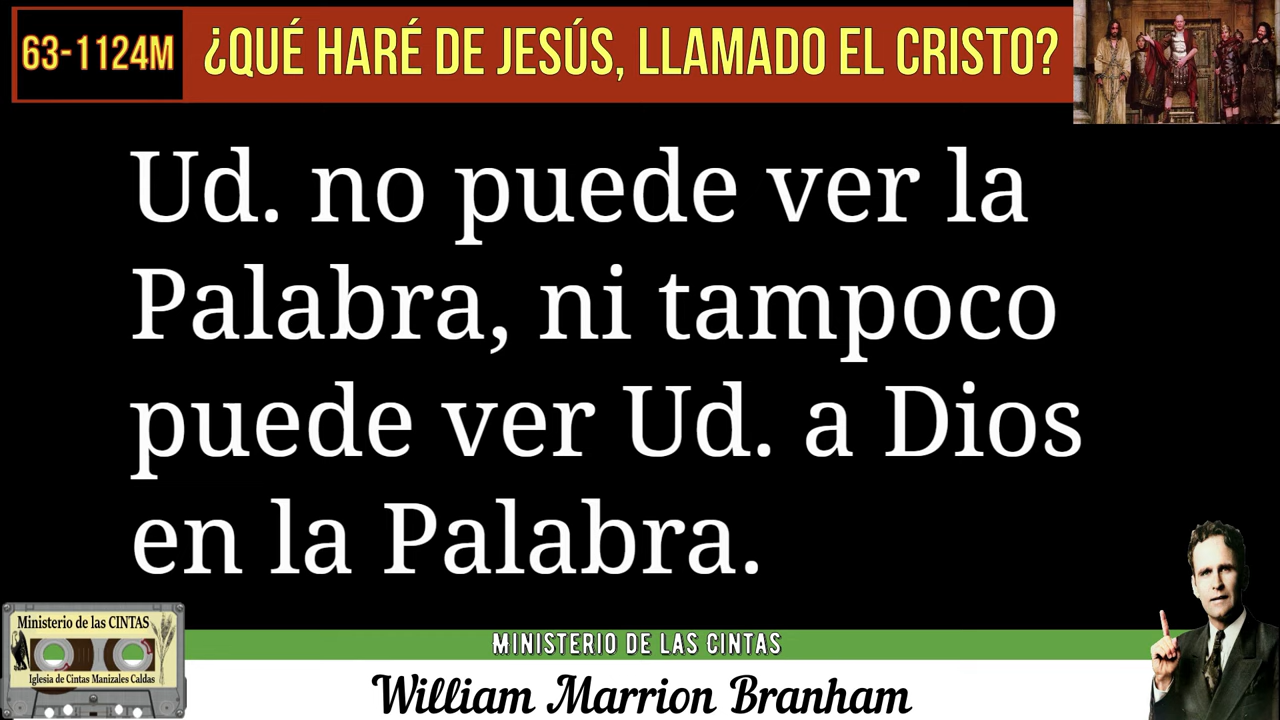 63-1124M
¿QUÉ HARÉ DE JESÚS, LLAMADO EL CRISTO?
Ud. no puede ver la
Palabra, ni tampoco
puede ver Ud. a Dios
en la Palabra.
Ministerio de las CINTAS
Iglesia de Cintas Manizales Caldas
MINISTERIO DE LAS CINTAS
William Marrion Branham